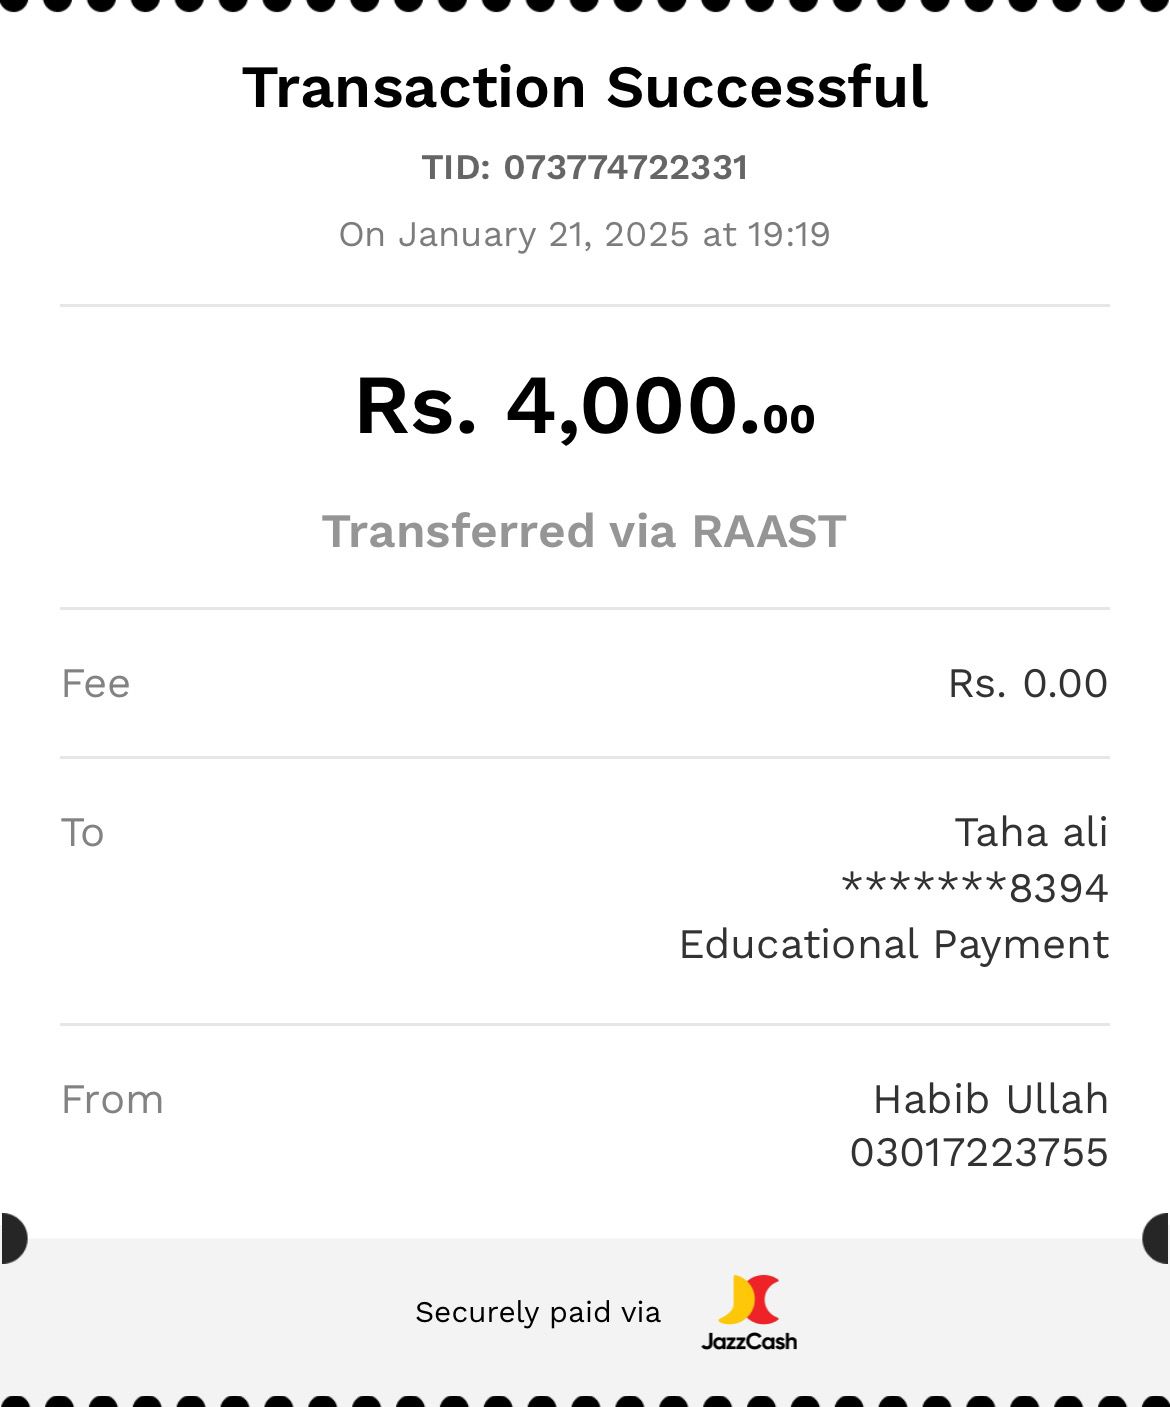 Transaction Successful
TID: 073774722331
On January 21, 2025 at 19:19
Rs. 4,000.00
Transferred via RAAST
Fee Rs. 0.00
To Taha ali
*******8394
Educational Payment
From Habib Ullah
03017223755
Securely paid via JazzCash